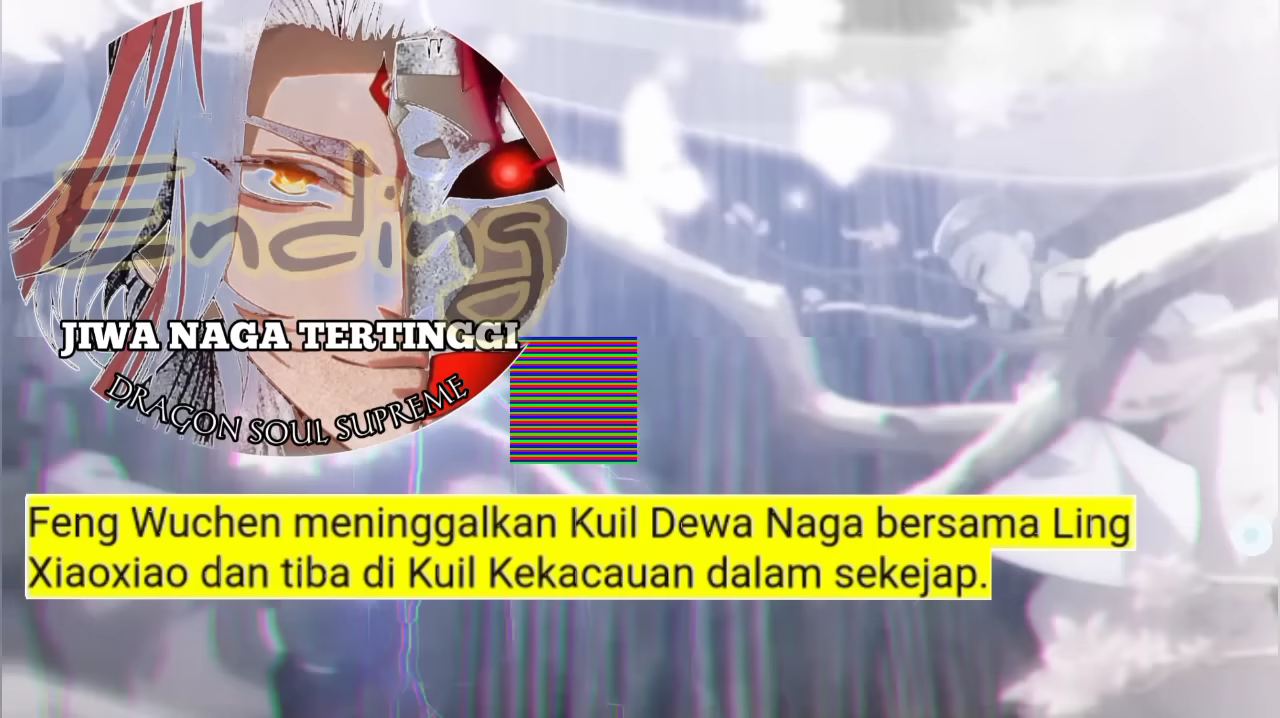 Ending
JIWA NAGA TERTINGGI
DRAGON SOUL SUPREME
Feng Wuchen meninggalkan Kuil Dewa Naga bersama Ling
Xiaoxiao dan tiba di Kuil Kekacauan dalam sekejap.